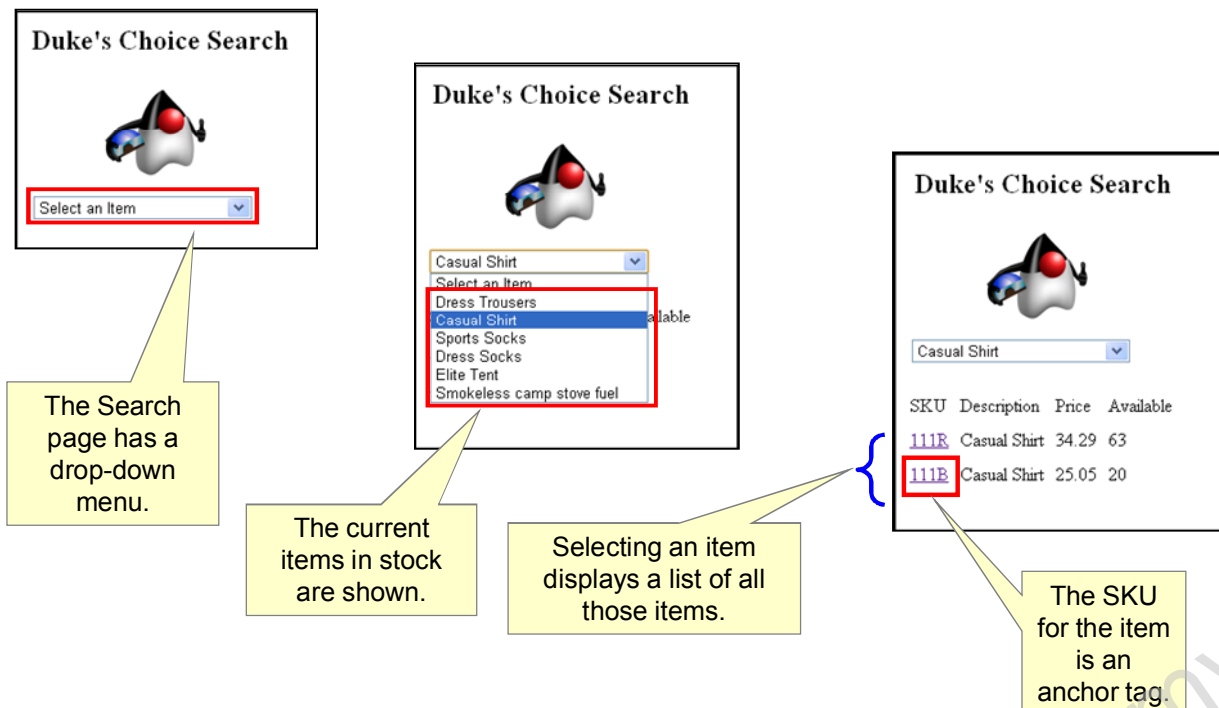 Duke's Choice Search
Select an Item
The Search
page has a
drop-down
menu.
Duke's Choice Search
Casual Shirt
Select an Item
Dress Trousers
Casual Shirt
Sports Socks
Dress Socks
Elite Tent
Smokeless camp stove fuel
ailable
The current
items in stock
are shown.
Duke's Choice Search
Casual Shirt
SKU Description Price Available
111R Casual Shirt 34.29 63
111B Casual Shirt 25.05 20
Selecting an item
displays a list of all
those items.
The SKU
for the item
is an
anchor tag.